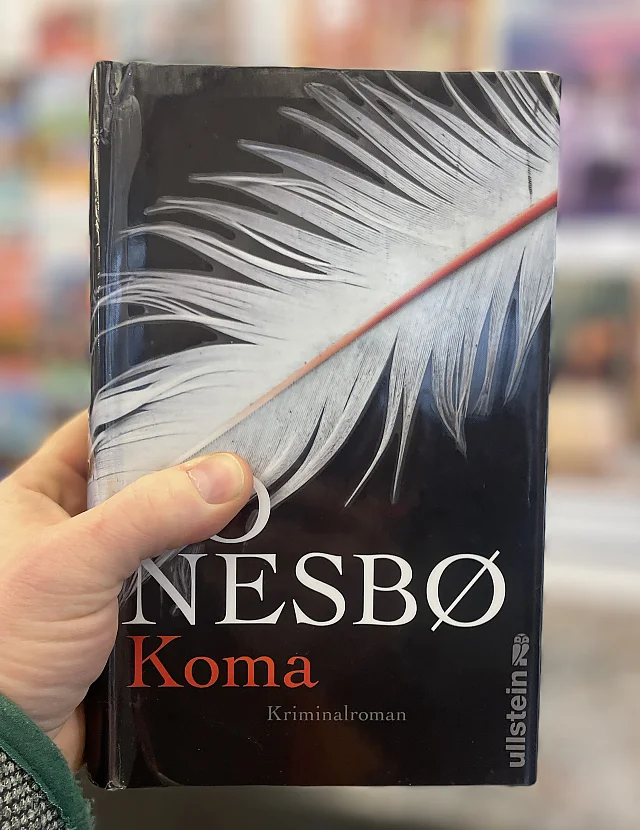 O
NESBØ
Koma
Kriminalroman
ullstein